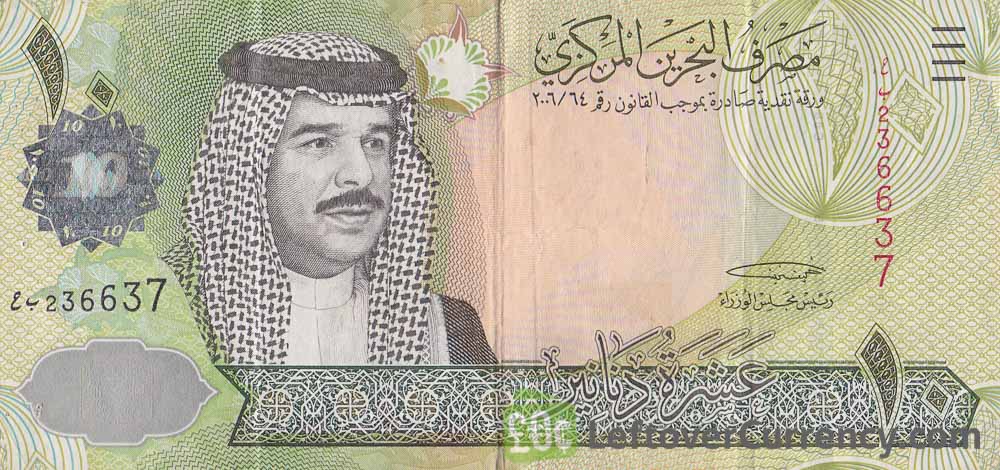 مصرف البحرين المركزي
ورقة نقدية صادرة بموجب القانون رقم ٢٠٠٦/٦٤
١٠
10
10
10
ع ب 236637
ع ب 236637
رئيس مجلس الوزراء
عشرة دنانير
١٠
LeftoverCurrency.com